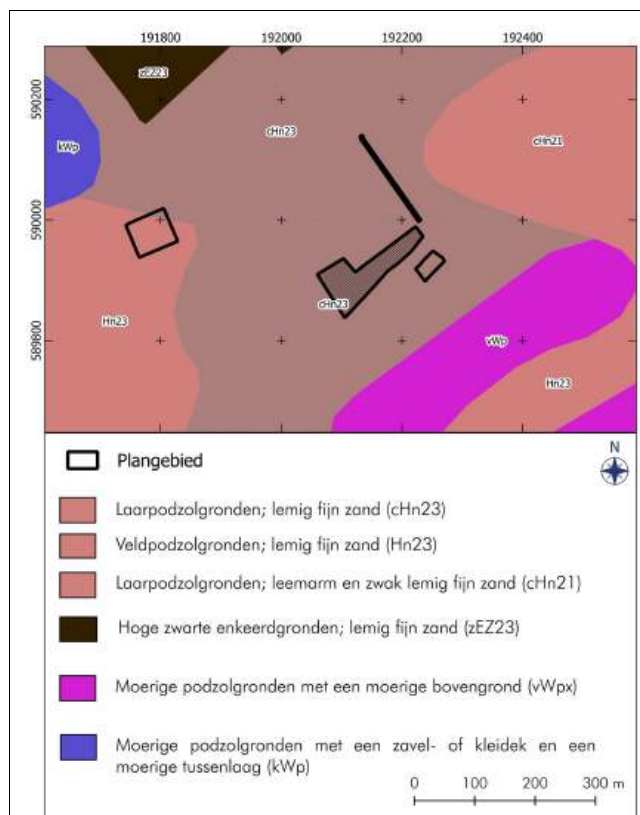 191800 192000 192200 192400
590200
590000
589800
zEZ23
cHn23
cHn21
kWp
cHn23
Hn23
vWp
Hn23
Plangebied
N
Laarpodzolgronden; lemig fijn zand (cHn23)
Veldpodzolgronden; lemig fijn zand (Hn23)
Laarpodzolgronden; leemarm en zwak lemig fijn zand (cHn21)
Hoge zwarte enkeerdgronden; lemig fijn zand (zEZ23)
Moerige podzolgronden met een moerige bovengrond (vWpx)
Moerige podzolgronden met een zavel- of kleidek en een
moerige tussenlaag (kWp)
0 100 200 300 m